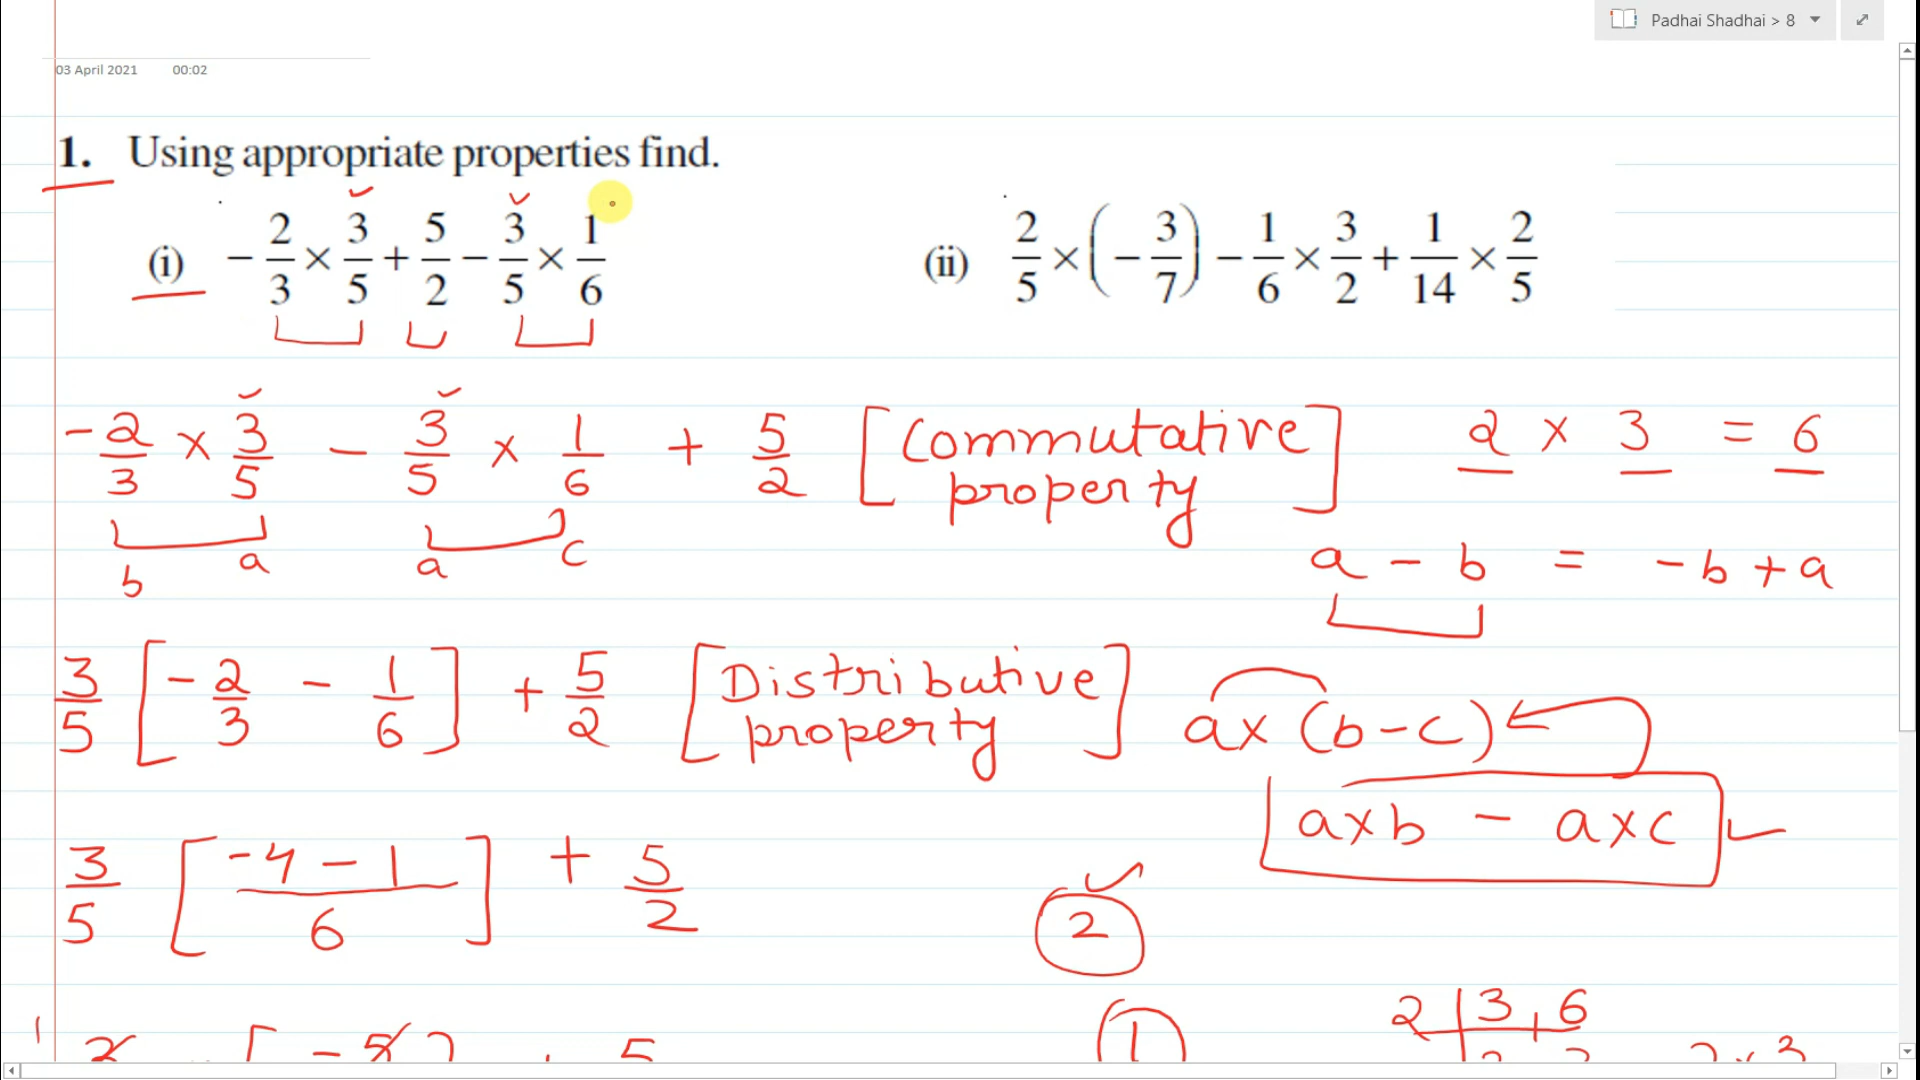 Padhai Shadhai > 8
03 April 2021 00:02
1. Using appropriate properties find.
(i) -2/3 × 3/5 + 5/2 - 3/5 × 1/6
(ii) 2/5 × (-3/7) - 1/6 × 3/2 + 1/14 × 2/5
-2/3 × 3/5 - 3/5 × 1/6 + 5/2 [Commutative property] 2 × 3 = 6
b a a c
a - b = -b + a
3/5 [-2/3 - 1/6] + 5/2 [Distributive property] a×(b-c)
a×b - a×c
3/5 [-4-1/6] + 5/2
2
1
2 | 3, 6